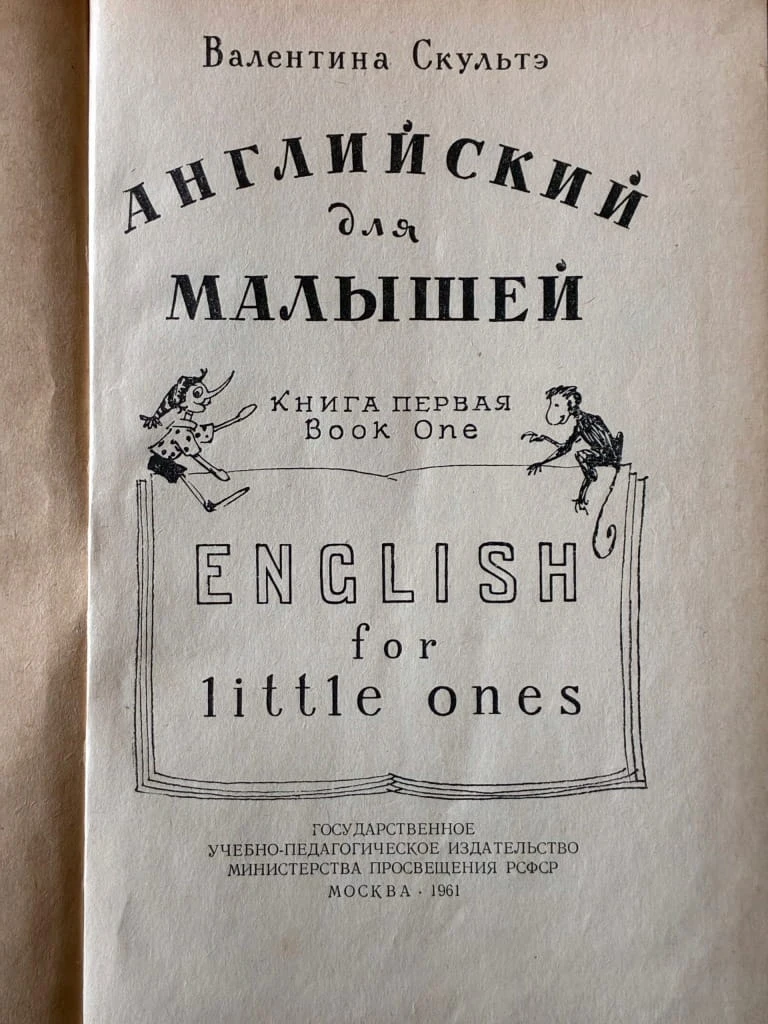 Валентина Скультэ
АНГЛИЙСКИЙ
для
МАЛЫШЕЙ
КНИГА ПЕРВАЯ
Book One
ENGLISH
for
little ones
ГОСУДАРСТВЕННОЕ
УЧЕБНО-ПЕДАГОГИЧЕСКОЕ ИЗДАТЕЛЬСТВО
МИНИСТЕРСТВА ПРОСВЕЩЕНИЯ РСФСР
МОСКВА · 1961